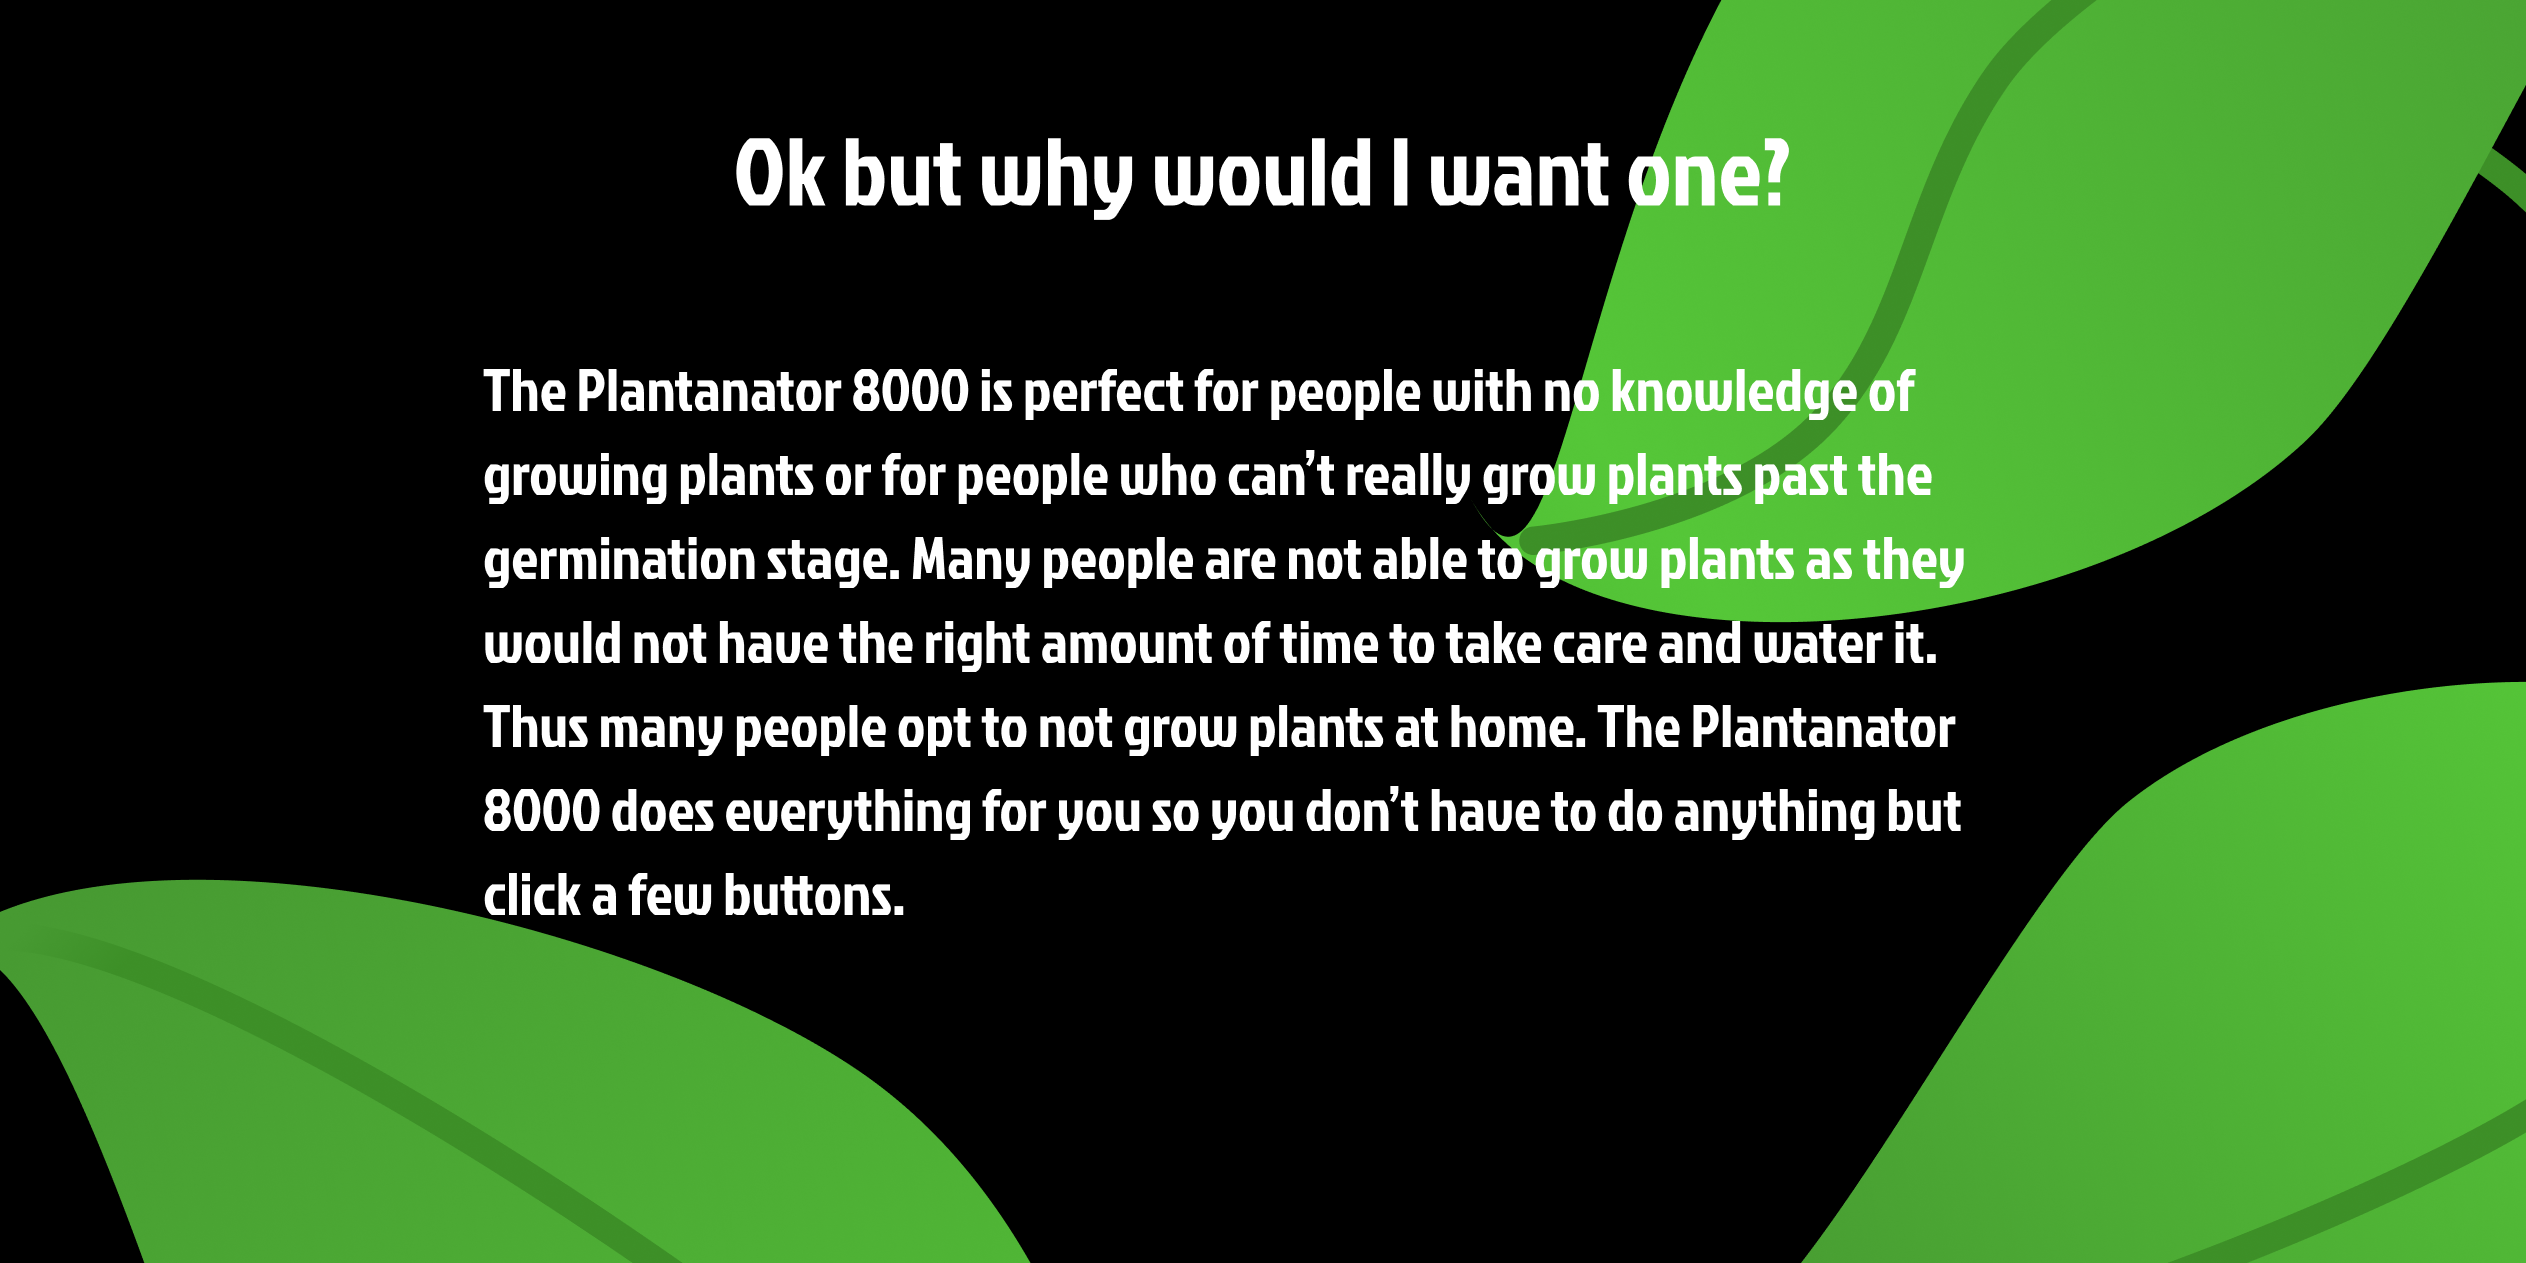 Ok but why would I want one?
The Plantanator 8000 is perfect for people with no knowledge of
growing plants or for people who can’t really grow plants past the
germination stage. Many people are not able to grow plants as they
would not have the right amount of time to take care and water it.
Thus many people opt to not grow plants at home. The Plantanator
8000 does everything for you so you don’t have to do anything but
click a few buttons.